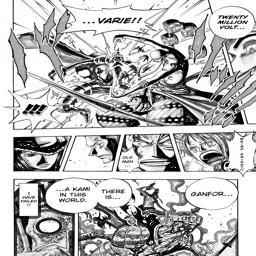 TWENTY
MILLION
VOLT...
...VARIE!!
!!!
OLD
MAN
GANFOR...
THERE
IS...
...A KAMI
IN THIS
WORLD.
I
HAVE
FAILED
!!